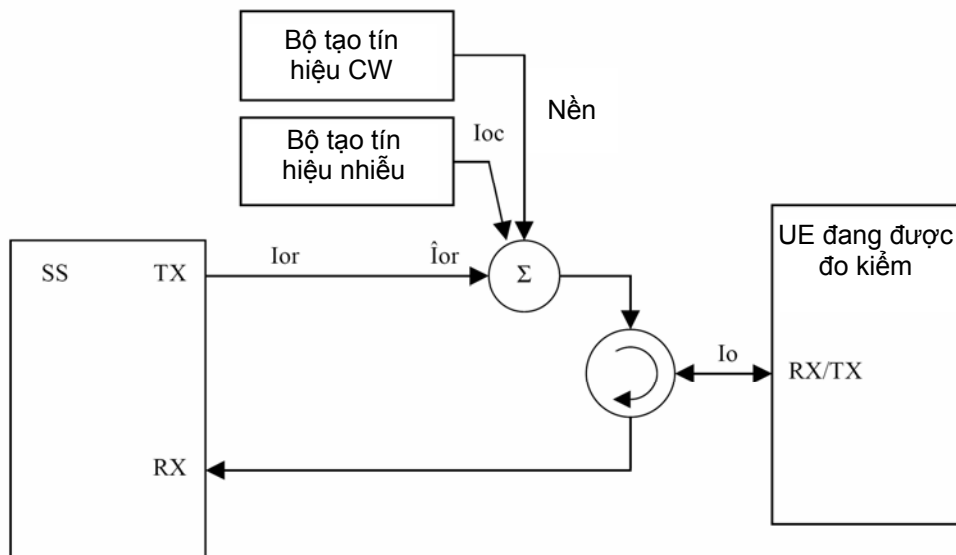 Bộ tạo tín
hiệu CW
Nền
Bộ tạo tín
hiệu nhiễu
Ioc
UE đang được
đo kiểm
SS
TX
Ior
Îor
Σ
Io
RX/TX
RX